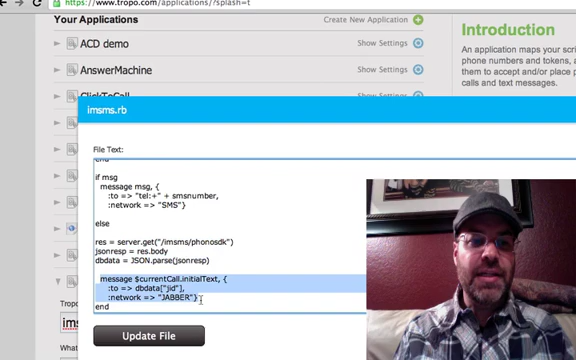 https://www.tropo.com/applications/?splash=t
Your Applications
Create New Application
Introduction
ACD demo
Show Settings
An application maps your scri
phone numbers and tokens, a
them to accept and/or place p
calls and text messages.
AnswerMachine
Show Settings
ClickToCall
Show Settings
imsms.rb
File Text:
end
if msg
message msg, {
:to => "tel:+" + smsnumber,
:network => "SMS"}
else
res = server.get("/imsms/phonosdk")
jsonresp = res.body
dbdata = JSON.parse(jsonresp)
message $currentCall.initialText, {
:to => dbdata["jid"],
:network => "JABBER"}
end
Tropo
ims
What
Update File